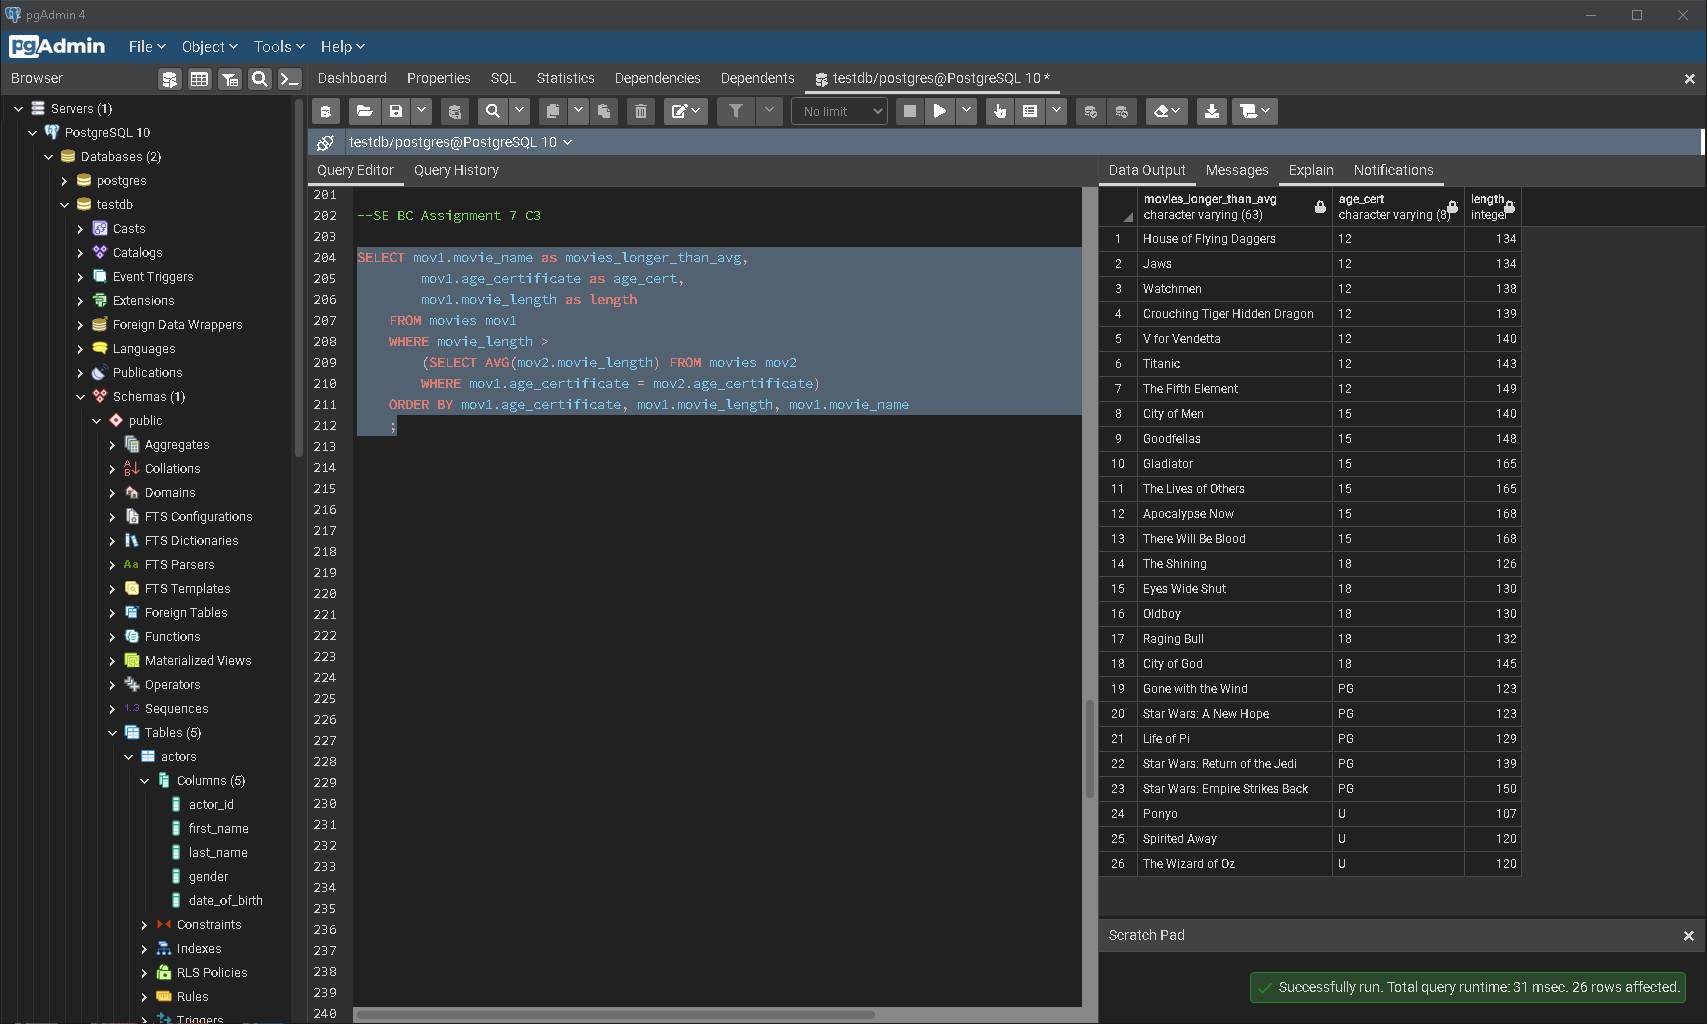 pgAdmin 4
pgAdmin File Object Tools Help
Browser
Dashboard Properties SQL Statistics Dependencies Dependents testdb/postgres@PostgreSQL 10 *
No limit
testdb/postgres@PostgreSQL 10
Servers (1)
PostgreSQL 10
Databases (2)
postgres
testdb
Casts
Catalogs
Event Triggers
Extensions
Foreign Data Wrappers
Languages
Publications
Schemas (1)
public
Aggregates
Collations
Domains
FTS Configurations
FTS Dictionaries
Aa FTS Parsers
FTS Templates
Foreign Tables
Functions
Materialized Views
Operators
1..3 Sequences
Tables (5)
actors
Columns (5)
actor_id
first_name
last_name
gender
date_of_birth
Constraints
Indexes
RLS Policies
Rules
Triggers
Query Editor Query History
201
202 --SE BC Assignment 7 C3
203
204 SELECT mov1.movie_name as movies_longer_than_avg,
205 mov1.age_certificate as age_cert,
206 mov1.movie_length as length
207 FROM movies mov1
208 WHERE movie_length >
209 (SELECT AVG(mov2.movie_length) FROM movies mov2
210 WHERE mov1.age_certificate = mov2.age_certificate)
211 ORDER BY mov1.age_certificate, mov1.movie_length, mov1.movie_name
212 ;
213
214
215
216
217
218
219
220
221
222
223
224
225
226
227
228
229
230
231
232
233
234
235
236
237
238
239
240
Data Output Messages Explain Notifications
movies_longer_than_avg age_cert length
character varying (63) character varying (8) integer
1 House of Flying Daggers 12 134
2 Jaws 12 134
3 Watchmen 12 138
4 Crouching Tiger Hidden Dragon 12 139
5 V for Vendetta 12 140
6 Titanic 12 143
7 The Fifth Element 12 149
8 City of Men 15 140
9 Goodfellas 15 148
10 Gladiator 15 165
11 The Lives of Others 15 165
12 Apocalypse Now 15 168
13 There Will Be Blood 15 168
14 The Shining 18 126
15 Eyes Wide Shut 18 130
16 Oldboy 18 130
17 Raging Bull 18 132
18 City of God 18 145
19 Gone with the Wind PG 123
20 Star Wars: A New Hope PG 123
21 Life of Pi PG 129
22 Star Wars: Return of the Jedi PG 139
23 Star Wars: Empire Strikes Back PG 150
24 Ponyo U 107
25 Spirited Away U 120
26 The Wizard of Oz U 120
Scratch Pad
Successfully run. Total query runtime: 31 msec. 26 rows affected.